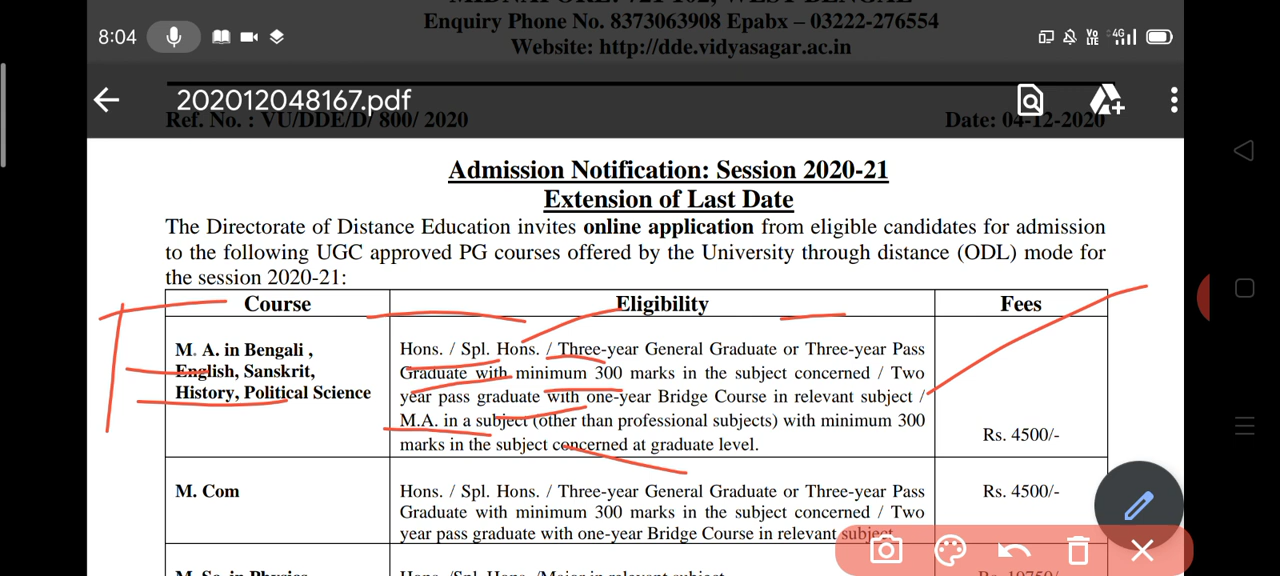 Enquiry Phone No. 8373063908 Epabx – 03222-276554
8:04
Vo LTE 4G
Website: http://dde.vidyasagar.ac.in
202012048167.pdf
Ref. No. : VU/DDE/D/ 800/ 2020 Date: 04-12-2020
Admission Notification: Session 2020-21
Extension of Last Date
The Directorate of Distance Education invites online application from eligible candidates for admission
to the following UGC approved PG courses offered by the University through distance (ODL) mode for
the session 2020-21:
Course Eligibility Fees
M. A. in Bengali ,
English, Sanskrit,
History, Political Science
Hons. / Spl. Hons. / Three-year General Graduate or Three-year Pass
Graduate with minimum 300 marks in the subject concerned / Two
year pass graduate with one-year Bridge Course in relevant subject /
M.A. in a subject (other than professional subjects) with minimum 300
marks in the subject concerned at graduate level.
Rs. 4500/-
M. Com
Hons. / Spl. Hons. / Three-year General Graduate or Three-year Pass
Graduate with minimum 300 marks in the subject concerned / Two
year pass graduate with one-year Bridge Course in relevant subject
Rs. 4500/-